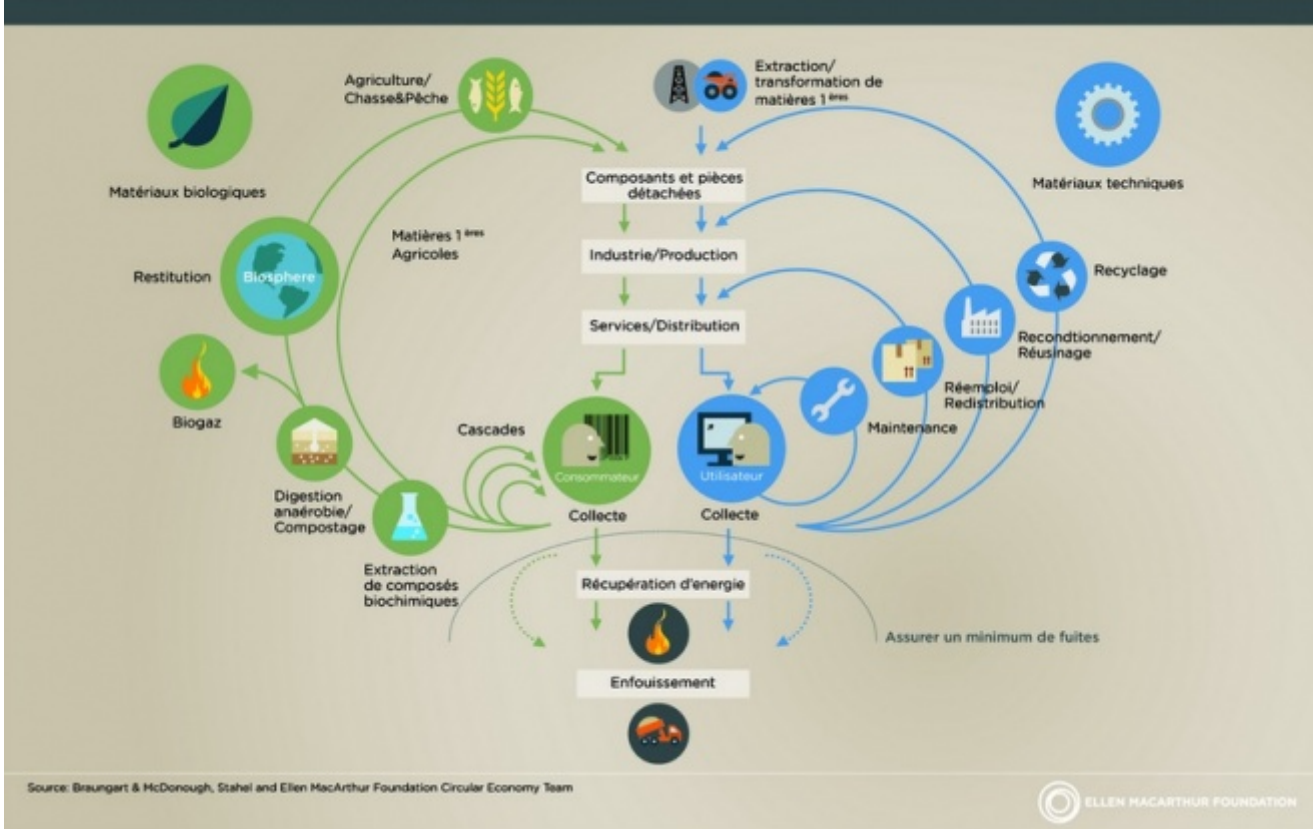 Agriculture/
Chasse&Pêche
Extraction/
transformation de
matières 1ères
Matériaux biologiques
Matériaux techniques
Composants et pièces
détachées
Matières 1ères
Agricoles
Industrie/Production
Restitution
Biosphere
Recyclage
Services/Distribution
Recondtionnement/
Réusinage
Réemploi/
Redistribution
Maintenance
Biogaz
Cascades
Consommateur
Utilisateur
Collecte
Collecte
Digestion
anaérobie/
Compostage
Extraction
de composés
biochimiques
Récupération d'energie
Assurer un minimum de fuites
Enfouissement
Source: Braungart & McDonough, Stahel and Ellen MacArthur Foundation Circular Economy Team
ELLEN MACARTHUR FOUNDATION